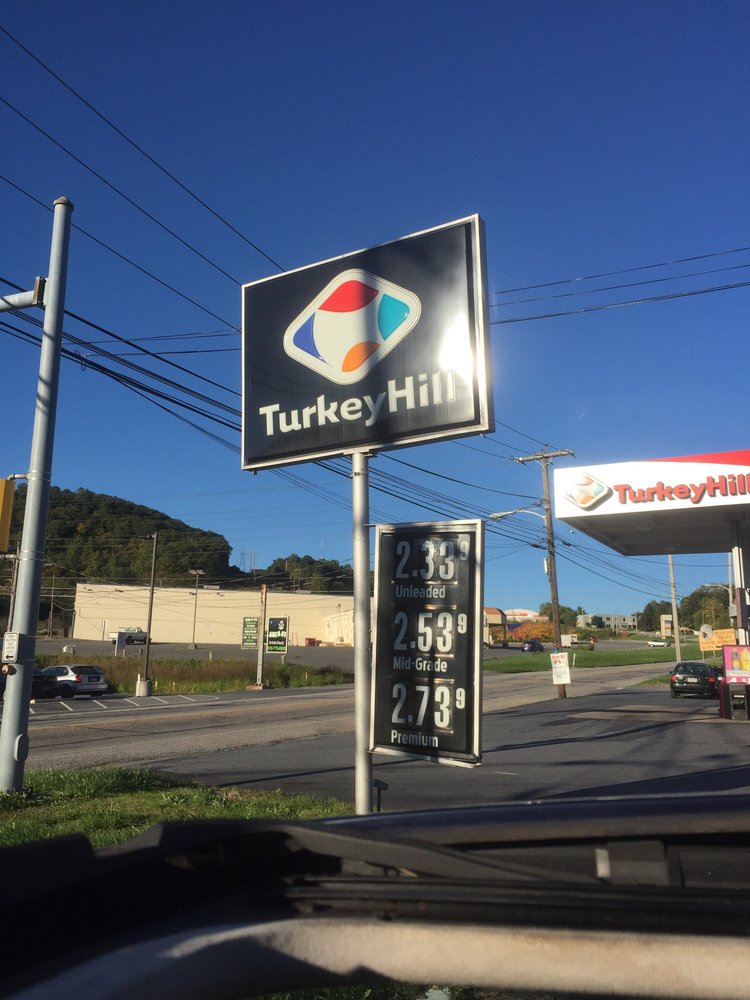 TurkeyHill
TurkeyHill
2.33 9
Unleaded
2.53 9
Mid-Grade
2.73 9
Premium